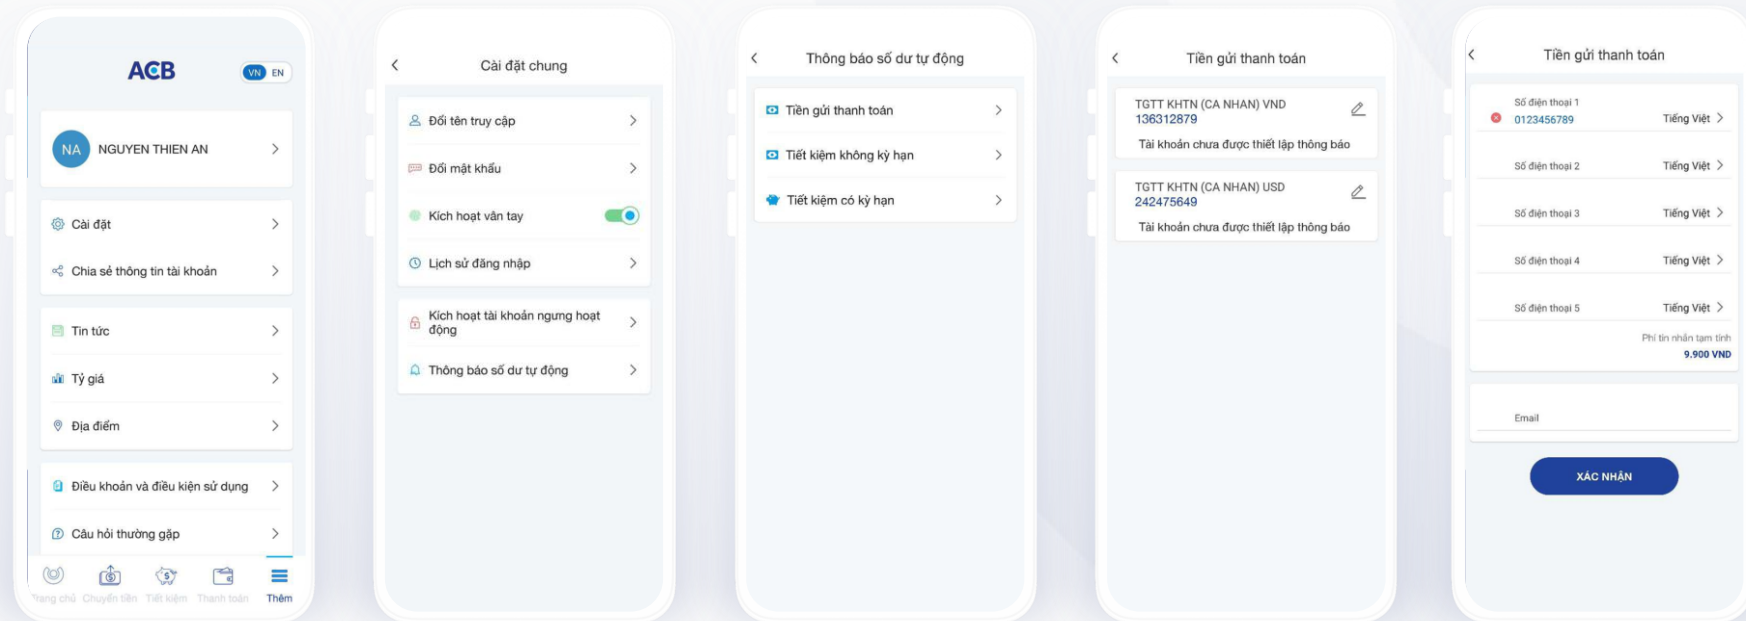 ACB
VN EN
NA NGUYEN THIEN AN
Cài đặt
Chia sẻ thông tin tài khoản
Tin tức
Tỷ giá
Địa điểm
Điều khoản và điều kiện sử dụng
Câu hỏi thường gặp
Trang chủ Chuyển tiền Tiết kiệm Thanh toán Thêm
Cài đặt chung
Đổi tên truy cập
Đổi mật khẩu
Kích hoạt vân tay
Lịch sử đăng nhập
Kích hoạt tài khoản ngưng hoạt
động
Thông báo số dư tự động
Thông báo số dư tự động
Tiền gửi thanh toán
Tiết kiệm không kỳ hạn
Tiết kiệm có kỳ hạn
Tiền gửi thanh toán
TGTT KHTN (CA NHAN) VND
136312879
Tài khoản chưa được thiết lập thông báo
TGTT KHTN (CA NHAN) USD
242475649
Tài khoản chưa được thiết lập thông báo
Tiền gửi thanh toán
Số điện thoại 1
0123456789 Tiếng Việt
Số điện thoại 2 Tiếng Việt
Số điện thoại 3 Tiếng Việt
Số điện thoại 4 Tiếng Việt
Số điện thoại 5 Tiếng Việt
Phí tin nhắn tạm tính
9.900 VND
Email
XÁC NHẬN